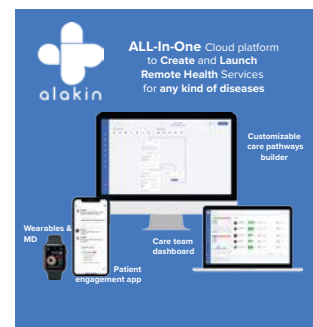 alakin
ALL-In-One Cloud platform
to Create and Launch
Remote Health Services
for any kind of diseases
Customizable
care pathways
builder
Wearables &
MD
Care team
dashboard
Patient
engagement app